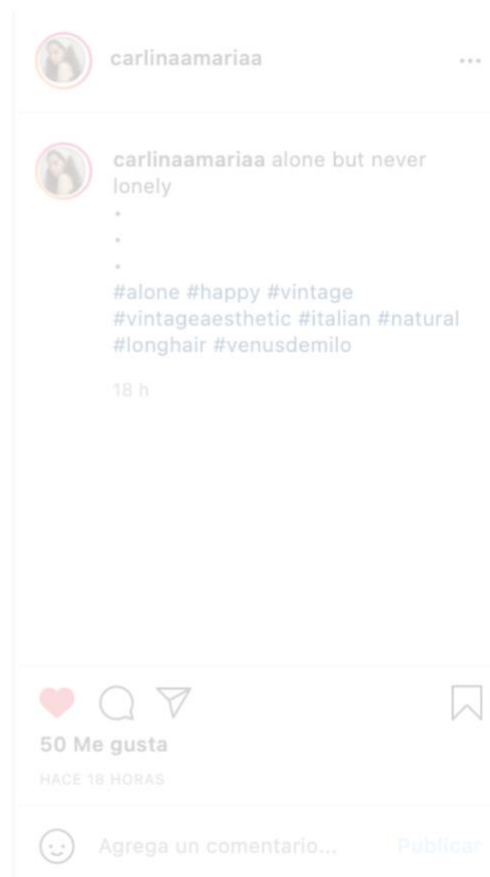 carlinaamariaa
carlinaamariaa alone but never
lonely
.
.
.
#alone #happy #vintage
#vintageaesthetic #italian #natural
#longhair #venusdemilo
18 h
50 Me gusta
HACE 18 HORAS
Agrega un comentario... Publicar